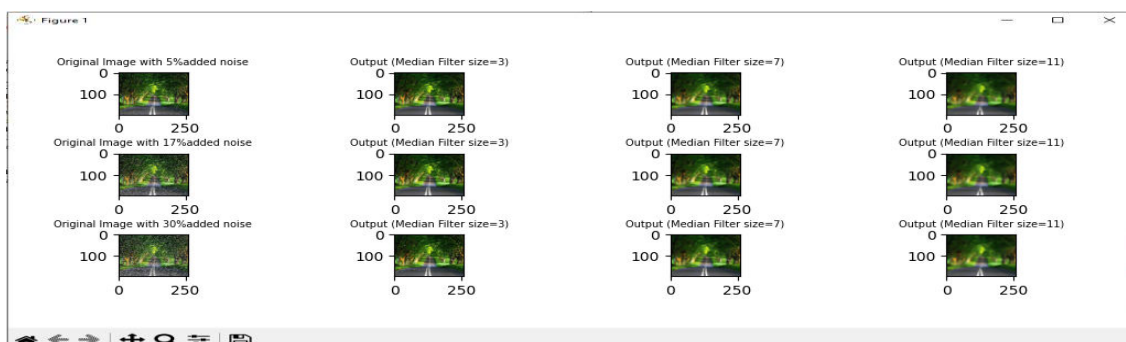 Figure 1
Original Image with 5%added noise Output (Median Filter size=3) Output (Median Filter size=7) Output (Median Filter size=11)
0 0 0 0
100 100 100 100
0 250 0 250 0 250 0 250
Original Image with 17%added noise Output (Median Filter size=3) Output (Median Filter size=7) Output (Median Filter size=11)
0 0 0 0
100 100 100 100
0 250 0 250 0 250 0 250
Original Image with 30%added noise Output (Median Filter size=3) Output (Median Filter size=7) Output (Median Filter size=11)
0 0 0 0
100 100 100 100
0 250 0 250 0 250 0 250